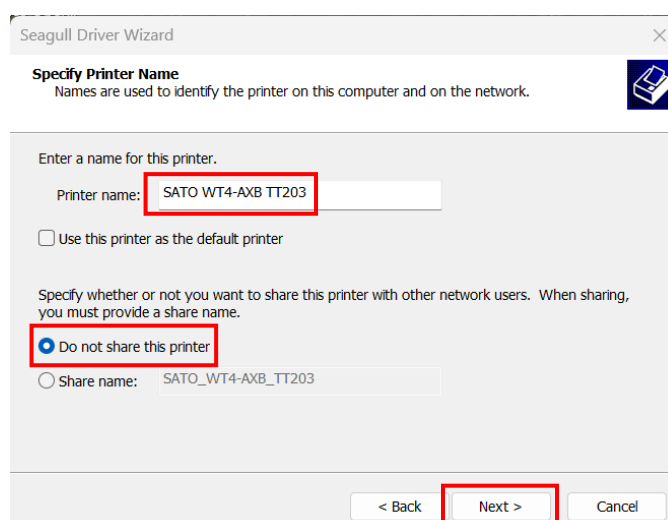 Seagull Driver Wizard
Specify Printer Name
Names are used to identify the printer on this computer and on the network.
Enter a name for this printer.
Printer name: SATO WT4-AXB TT203
Use this printer as the default printer
Specify whether or not you want to share this printer with other network users. When sharing,
you must provide a share name.
Do not share this printer
Share name: SATO_WT4-AXB_TT203
< Back Next > Cancel